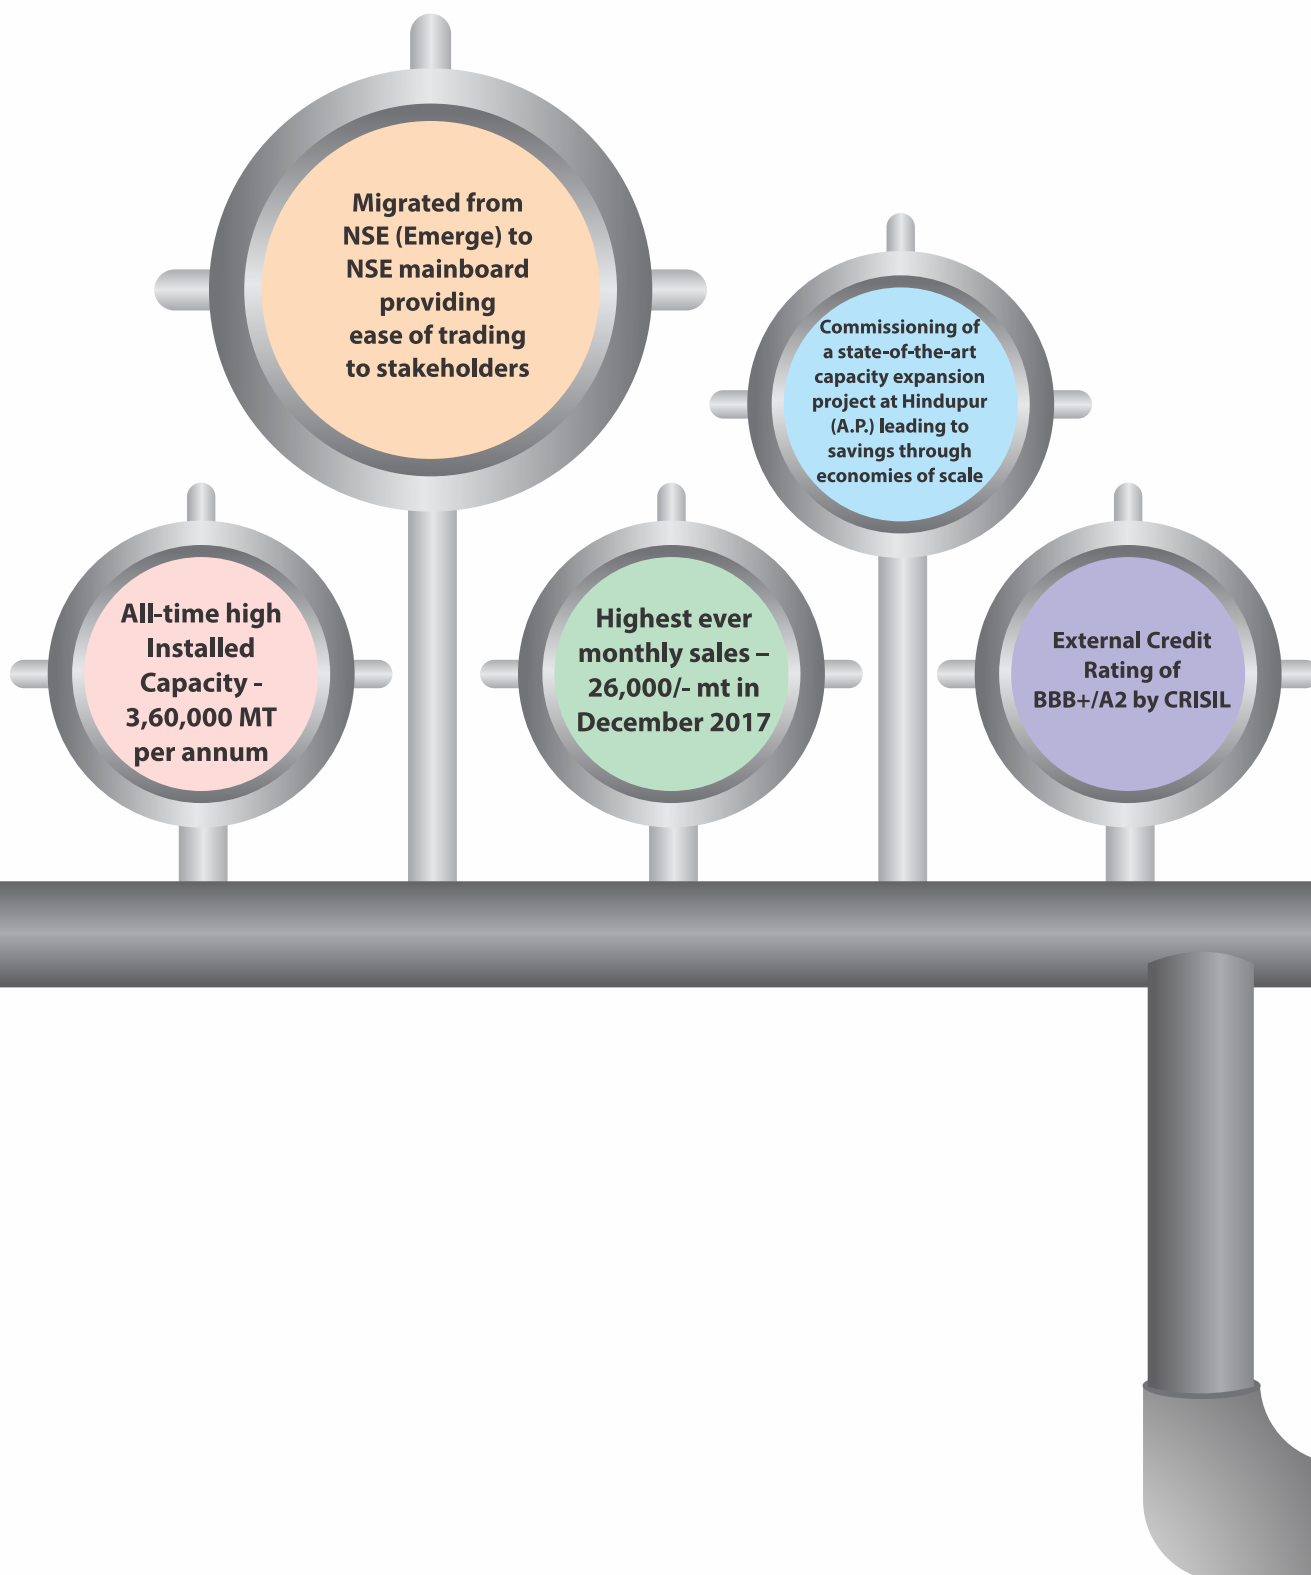 Migrated from
NSE (Emerge) to
NSE mainboard
providing
ease of trading
to stakeholders
Commissioning of
a state-of-the-art
capacity expansion
project at Hindupur
(A.P.) leading to
savings through
economies of scale
All-time high
Installed
Capacity -
3,60,000 MT
per annum
Highest ever
monthly sales –
26,000/- mt in
December 2017
External Credit
Rating of
BBB+/A2 by CRISIL